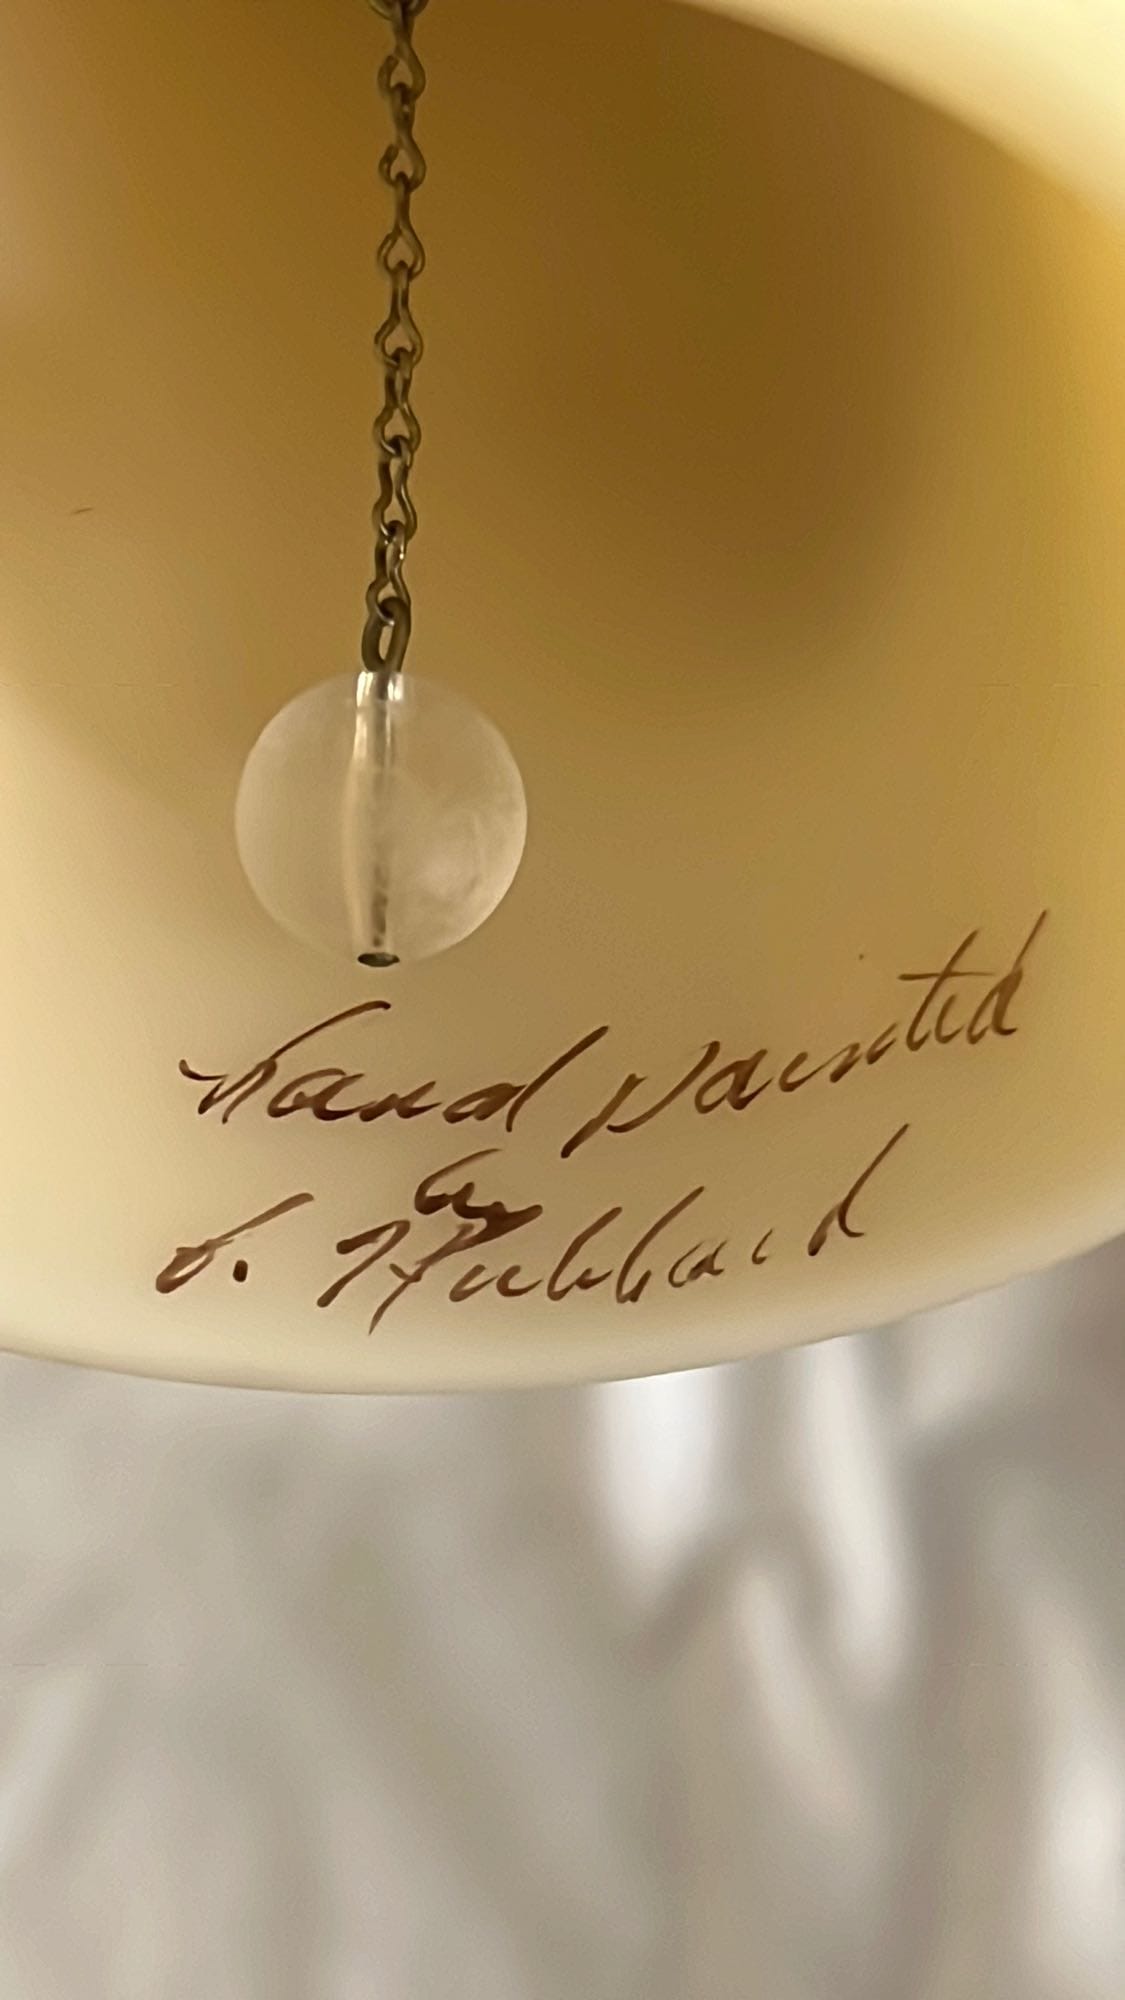 Hand Painted
by
S. Hubbard